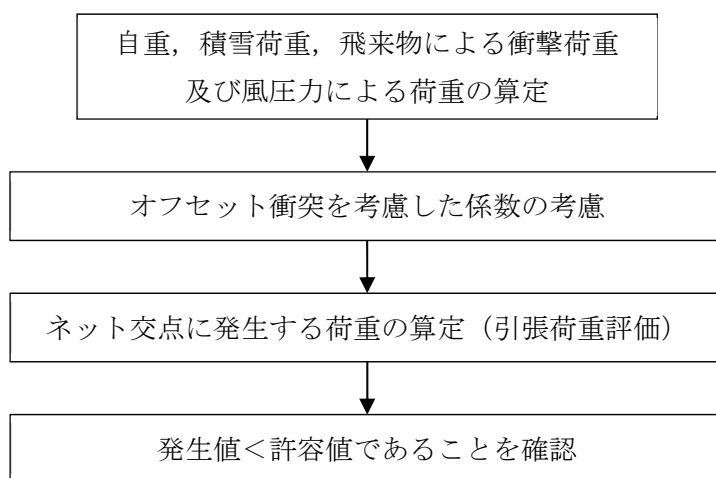 自重，積雪荷重，飛来物による衝撃荷重
及び風圧力による荷重の算定
オフセット衝突を考慮した係数の考慮
ネット交点に発生する荷重の算定（引張荷重評価）
発生値＜許容値であることを確認